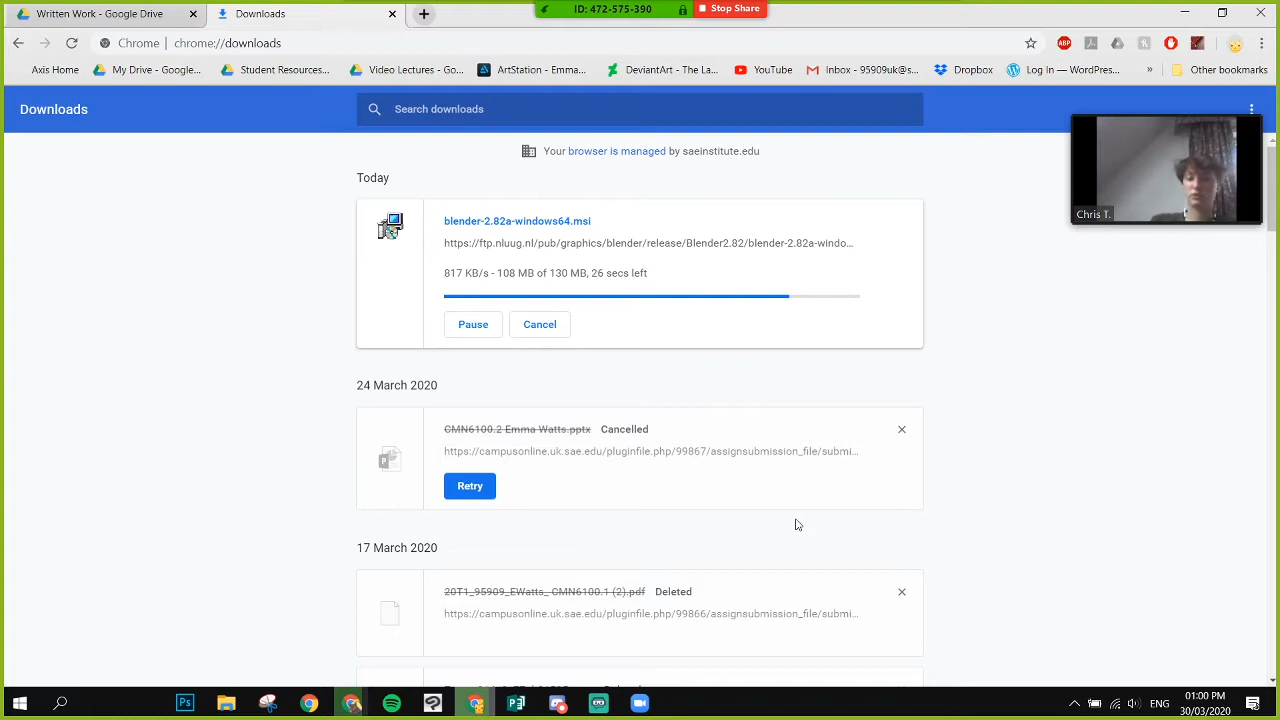 Written Work - Google Drive
Downloads
ID: 472-575-390
Stop Share
Chrome | chrome://downloads
ABP
Axis Home
My Drive - Google...
Student Resources...
Video Lectures - Go...
ArtStation - Emma...
DeviantArt - The La...
YouTube
Inbox - 95909uk@s...
Dropbox
Log In — WordPres...
»
Other bookmarks
Downloads
Search downloads
Your browser is managed by saeinstitute.edu
Chris T.
Today
blender-2.82a-windows64.msi
https://ftp.nluug.nl/pub/graphics/blender/release/Blender2.82/blender-2.82a-windo...
817 KB/s - 108 MB of 130 MB, 26 secs left
Pause
Cancel
24 March 2020
CMN6100.2 Emma Watts.pptx Cancelled
https://campusonline.uk.sae.edu/pluginfile.php/99867/assignsubmission_file/submi...
Retry
17 March 2020
20T1_95909_EWatts_ CMN6100.1 (2).pdf Deleted
https://campusonline.uk.sae.edu/pluginfile.php/99866/assignsubmission_file/submi...
Ps
ENG
01:00 PM
30/03/2020